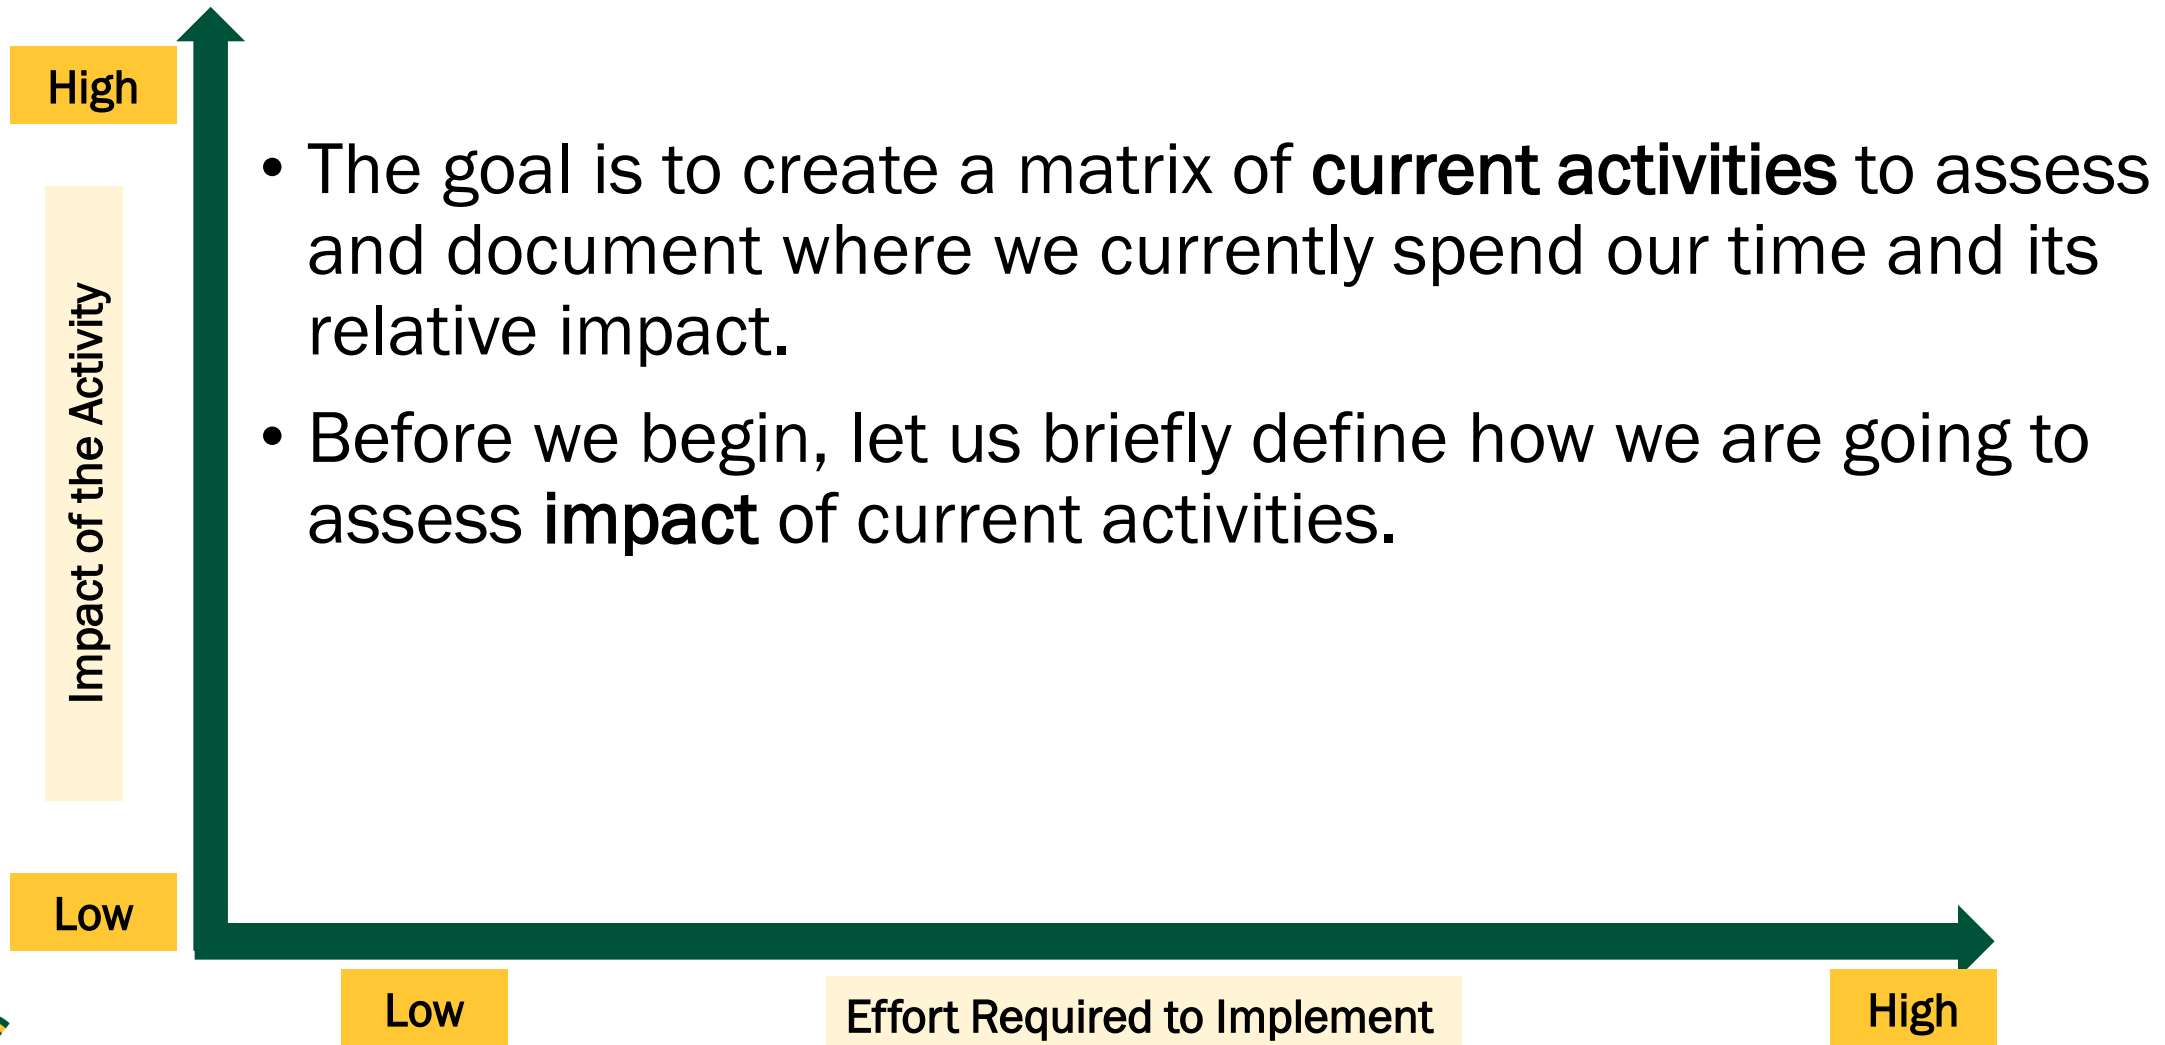 High
• The goal is to create a matrix of current activities to assess
and document where we currently spend our time and its
relative impact.
• Before we begin, let us briefly define how we are going to
assess impact of current activities.
Impact of the Activity
Low
Low
Effort Required to Implement
High